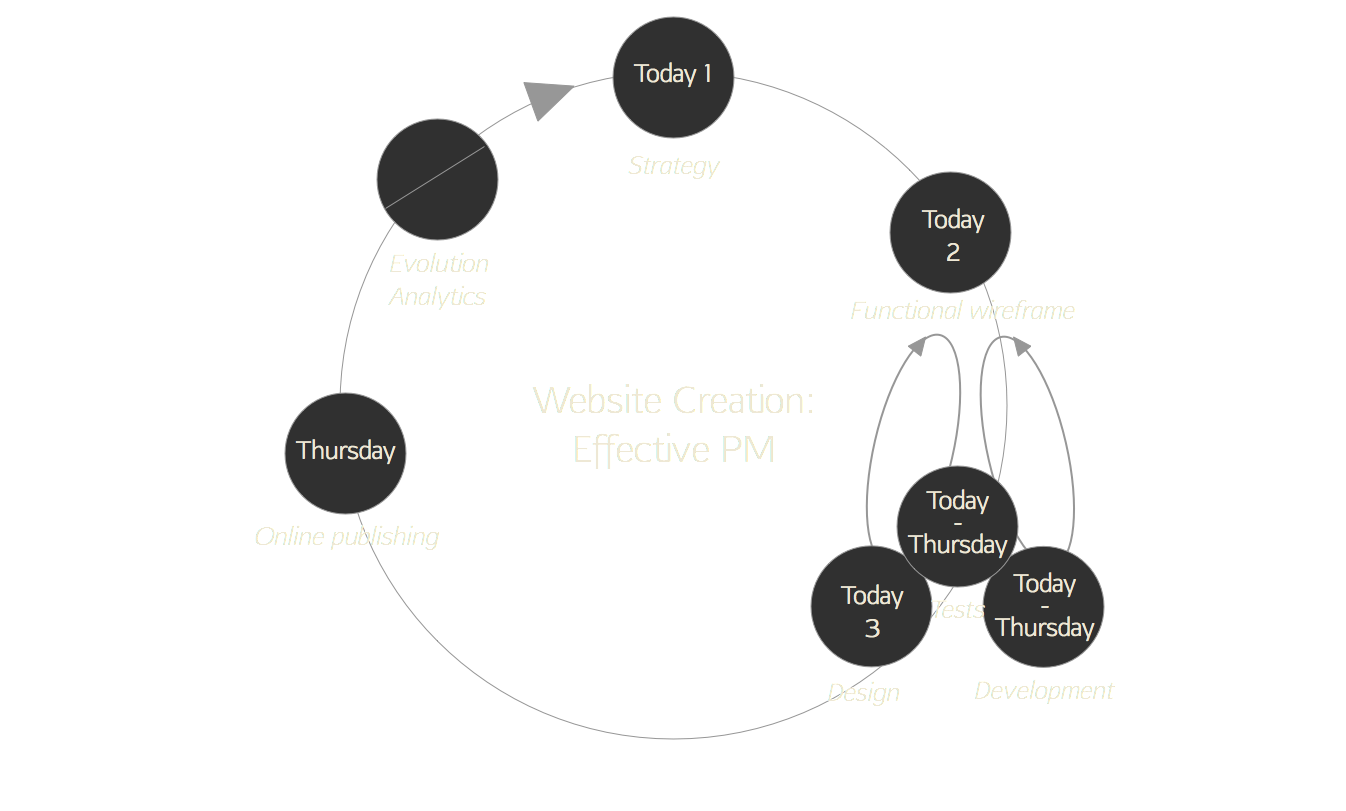 Today 1
Strategy
Today
2
Functional wireframe
Evolution
Analytics
Website Creation:
Effective PM
Thursday
Online publishing
Today
-
Thursday
Tests
Today
3
Design
Today
-
Thursday
Development